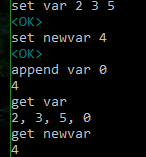 set var 2 3 5
<OK>
set newvar 4
<OK>
append var 0
4
get var
2, 3, 5, 0
get newvar
4